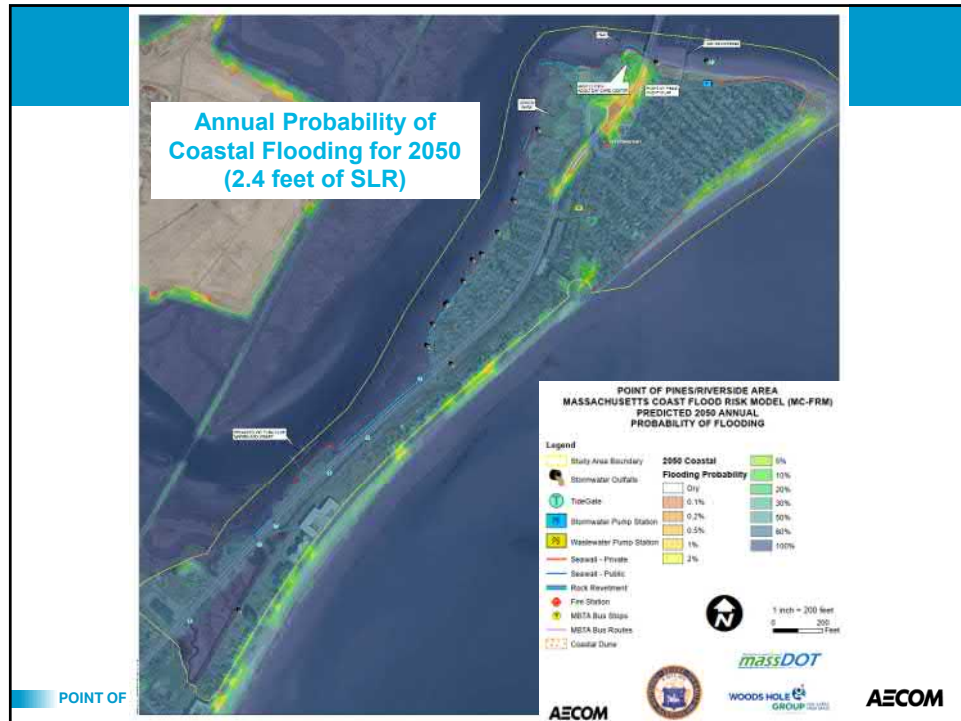 Annual Probability of
Coastal Flooding for 2050
(2.4 feet of SLR)
POINT OF PINES/RIVERSIDE AREA
MASSACHUSETTS COAST FLOOD RISK MODEL (MC-FRM)
PREDICTED 2050 ANNUAL
PROBABILITY OF FLOODING
Legend
Study Area Boundary
Stormwater Outfalls
TideGate
Stormwater Pump Station
Wastewater Pump Station
Seawall - Private
Seawall - Public
Rock Revetment
Fire Station
MBTA Bus Stops
MBTA Bus Routes
Coastal Dune
2050 Coastal
Flooding Probability
Dry
0.1%
0.2%
0.5%
1%
2%
5%
10%
20%
30%
50%
60%
100%
N
1 inch = 200 feet
0 200
Feet
massDOT
WOODS HOLE
GROUP
AECOM
POINT OF
AECOM